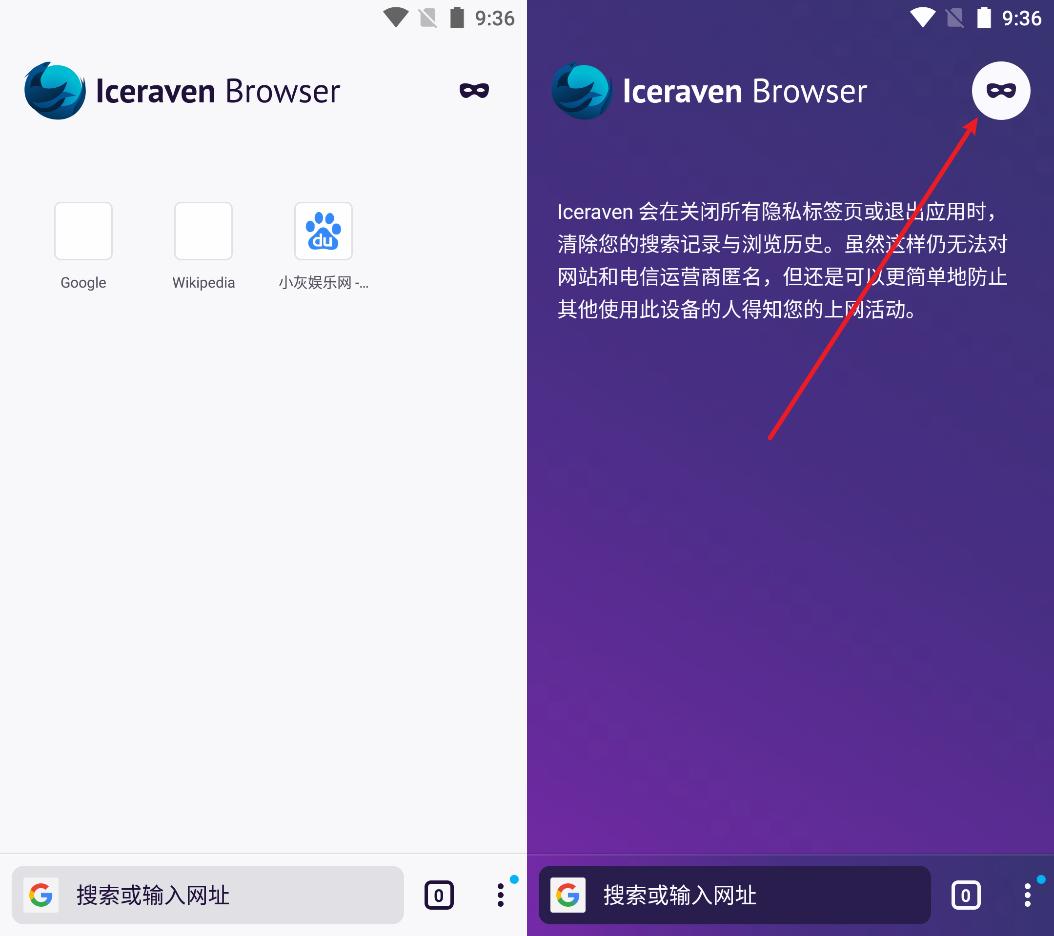 9:36
Iceraven Browser
Google
Wikipedia
du
小灰娱乐网 -...
搜索或输入网址
0
9:36
Iceraven Browser
Iceraven 会在关闭所有隐私标签页或退出应用时，
清除您的搜索记录与浏览历史。虽然这样仍无法对
网站和电信运营商匿名，但还是可以更简单地防止
其他使用此设备的人得知您的上网活动。
搜索或输入网址
0